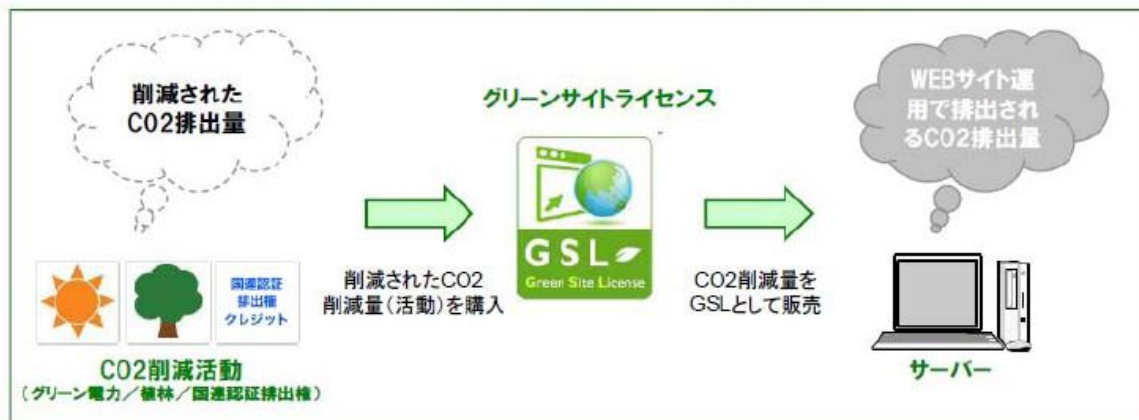 削減された
CO2排出量
国連認証
排出権
クレジット
CO2削減活動
(グリーン電力/植林/国連認証排出権)
削減されたCO2
削減量(活動)を購入
グリーンサイトライセンス
GSL
Green Site License
CO2削減量を
GSLとして販売
WEBサイト運
用で排出され
るCO2排出量
サーバー